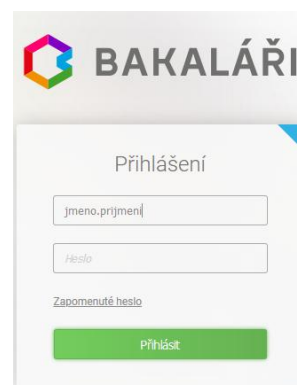 BAKALÁŘI
Přihlášení
jmeno.prijmeni
Heslo
Zapomenuté heslo
Přihlásit